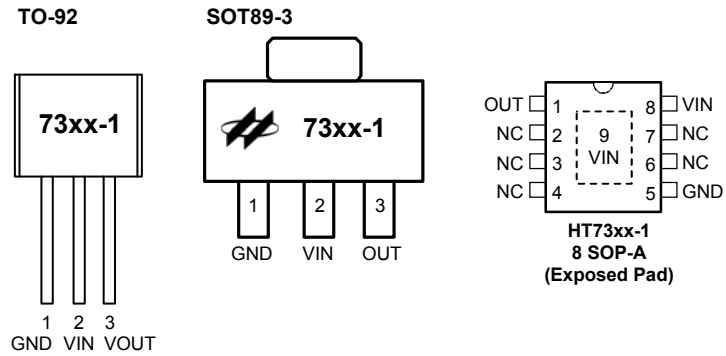 TO-92
73xx-1
1 2 3
GND VIN VOUT
SOT89-3
73xx-1
1 2 3
GND VIN OUT
OUT 1 8 VIN
NC 2 9 7 NC
NC 3 VIN 6 NC
NC 4 5 GND
HT73xx-1
8 SOP-A
(Exposed Pad)